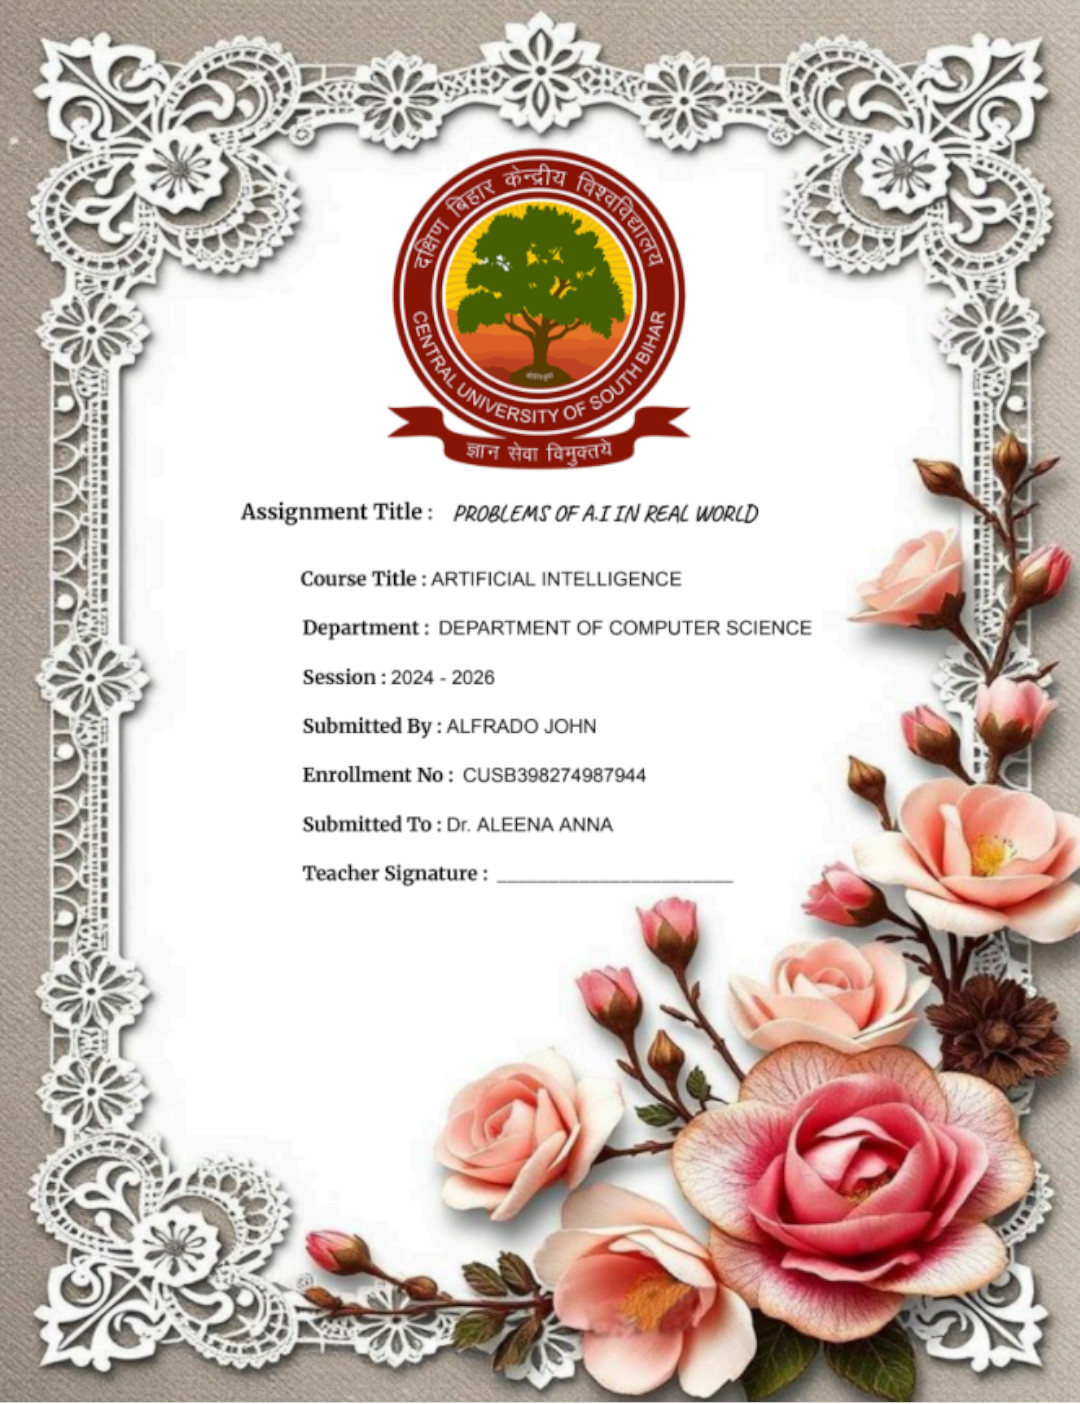 दक्षिण बिहार केन्द्रीय विश्वविद्यालय
CENTRAL UNIVERSITY OF SOUTH BIHAR
ज्ञान सेवा विमुक्तये
Assignment Title : PROBLEMS OF A.I IN REAL WORLD
Course Title : ARTIFICIAL INTELLIGENCE
Department : DEPARTMENT OF COMPUTER SCIENCE
Session : 2024 - 2026
Submitted By : ALFRADO JOHN
Enrollment No : CUSB398274987944
Submitted To : Dr. ALEENA ANNA
Teacher Signature : ________________________